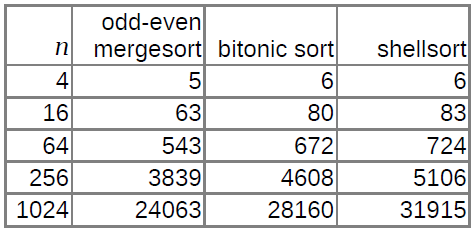 n odd-even mergesort bitonic sort shellsort
4 5 6 6
16 63 80 83
64 543 672 724
256 3839 4608 5106
1024 24063 28160 31915